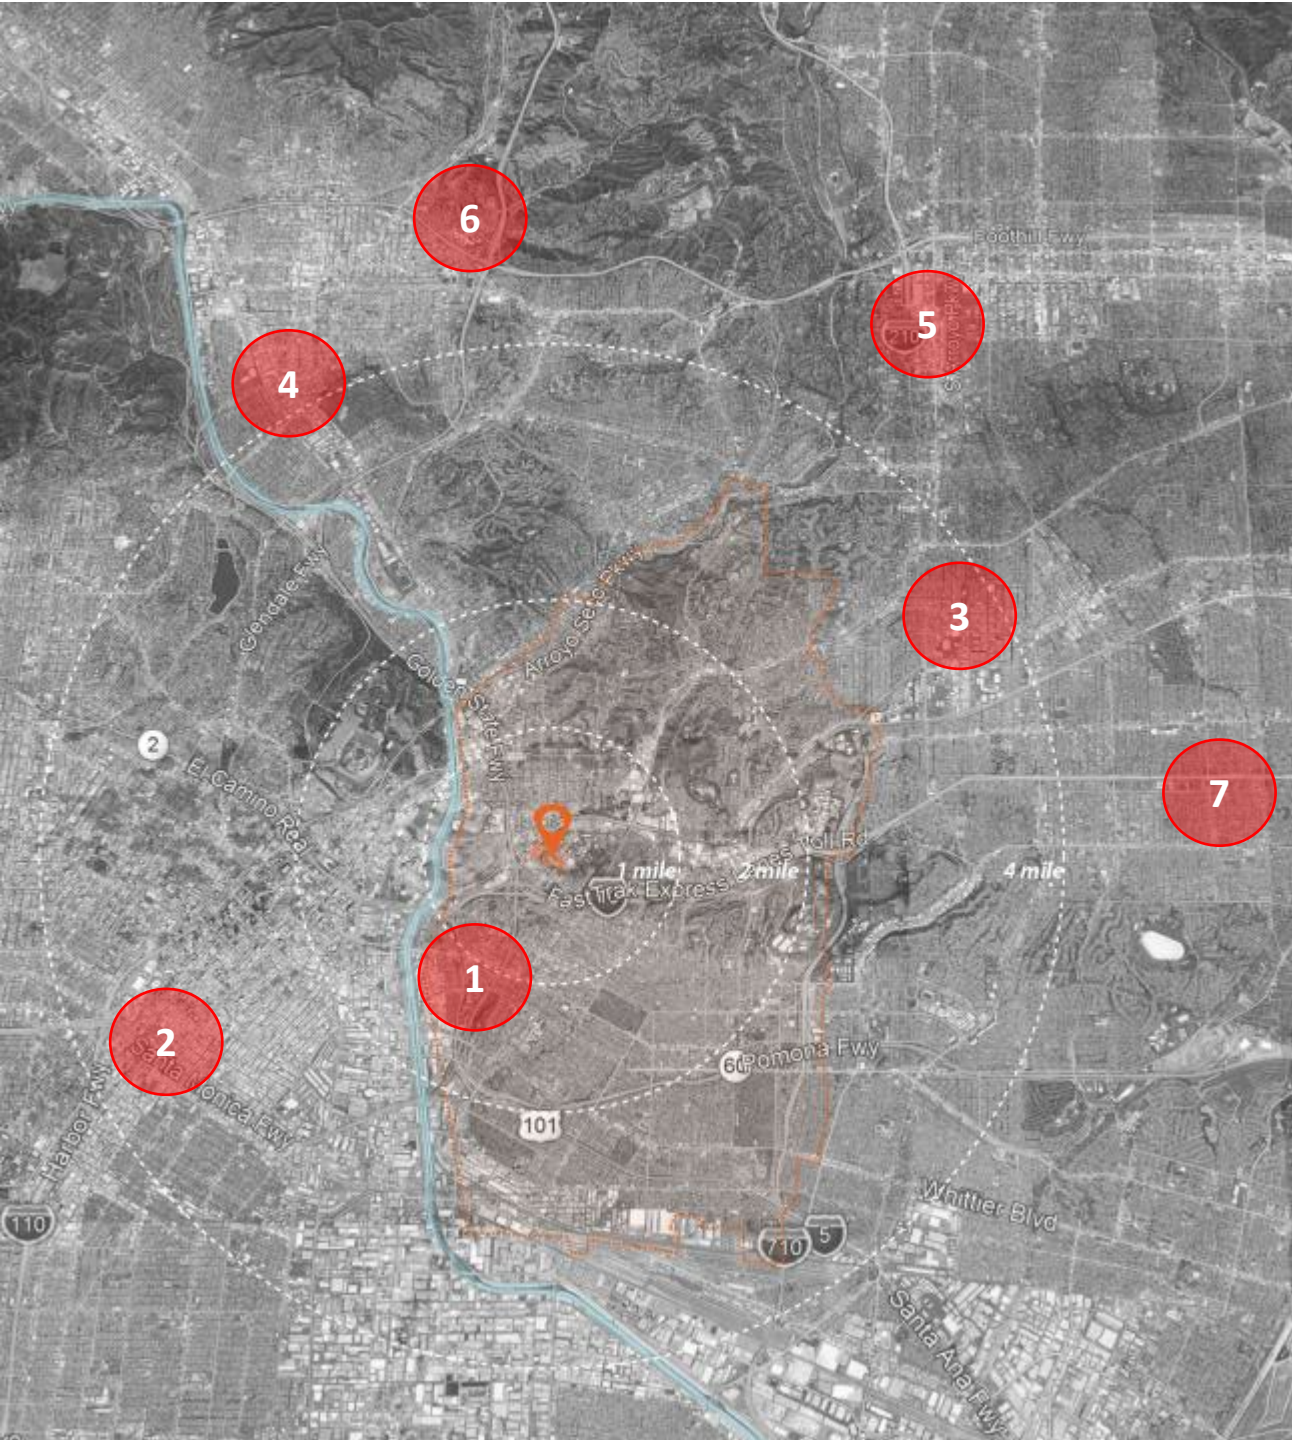 6
Foothill Fwy
5
710
4
Glendale Fwy
Arroyo Seco Pkwy
3
Golden State Fwy
2
El Camino Real
7
1 mile
2 mile
4 mile
Toll Rd
FasTrak Express
1
2
Santa Monica Fwy
Harbor Fwy
60
Pomona Fwy
101
Whittier Blvd
110
710
5
Santa Ana Fwy